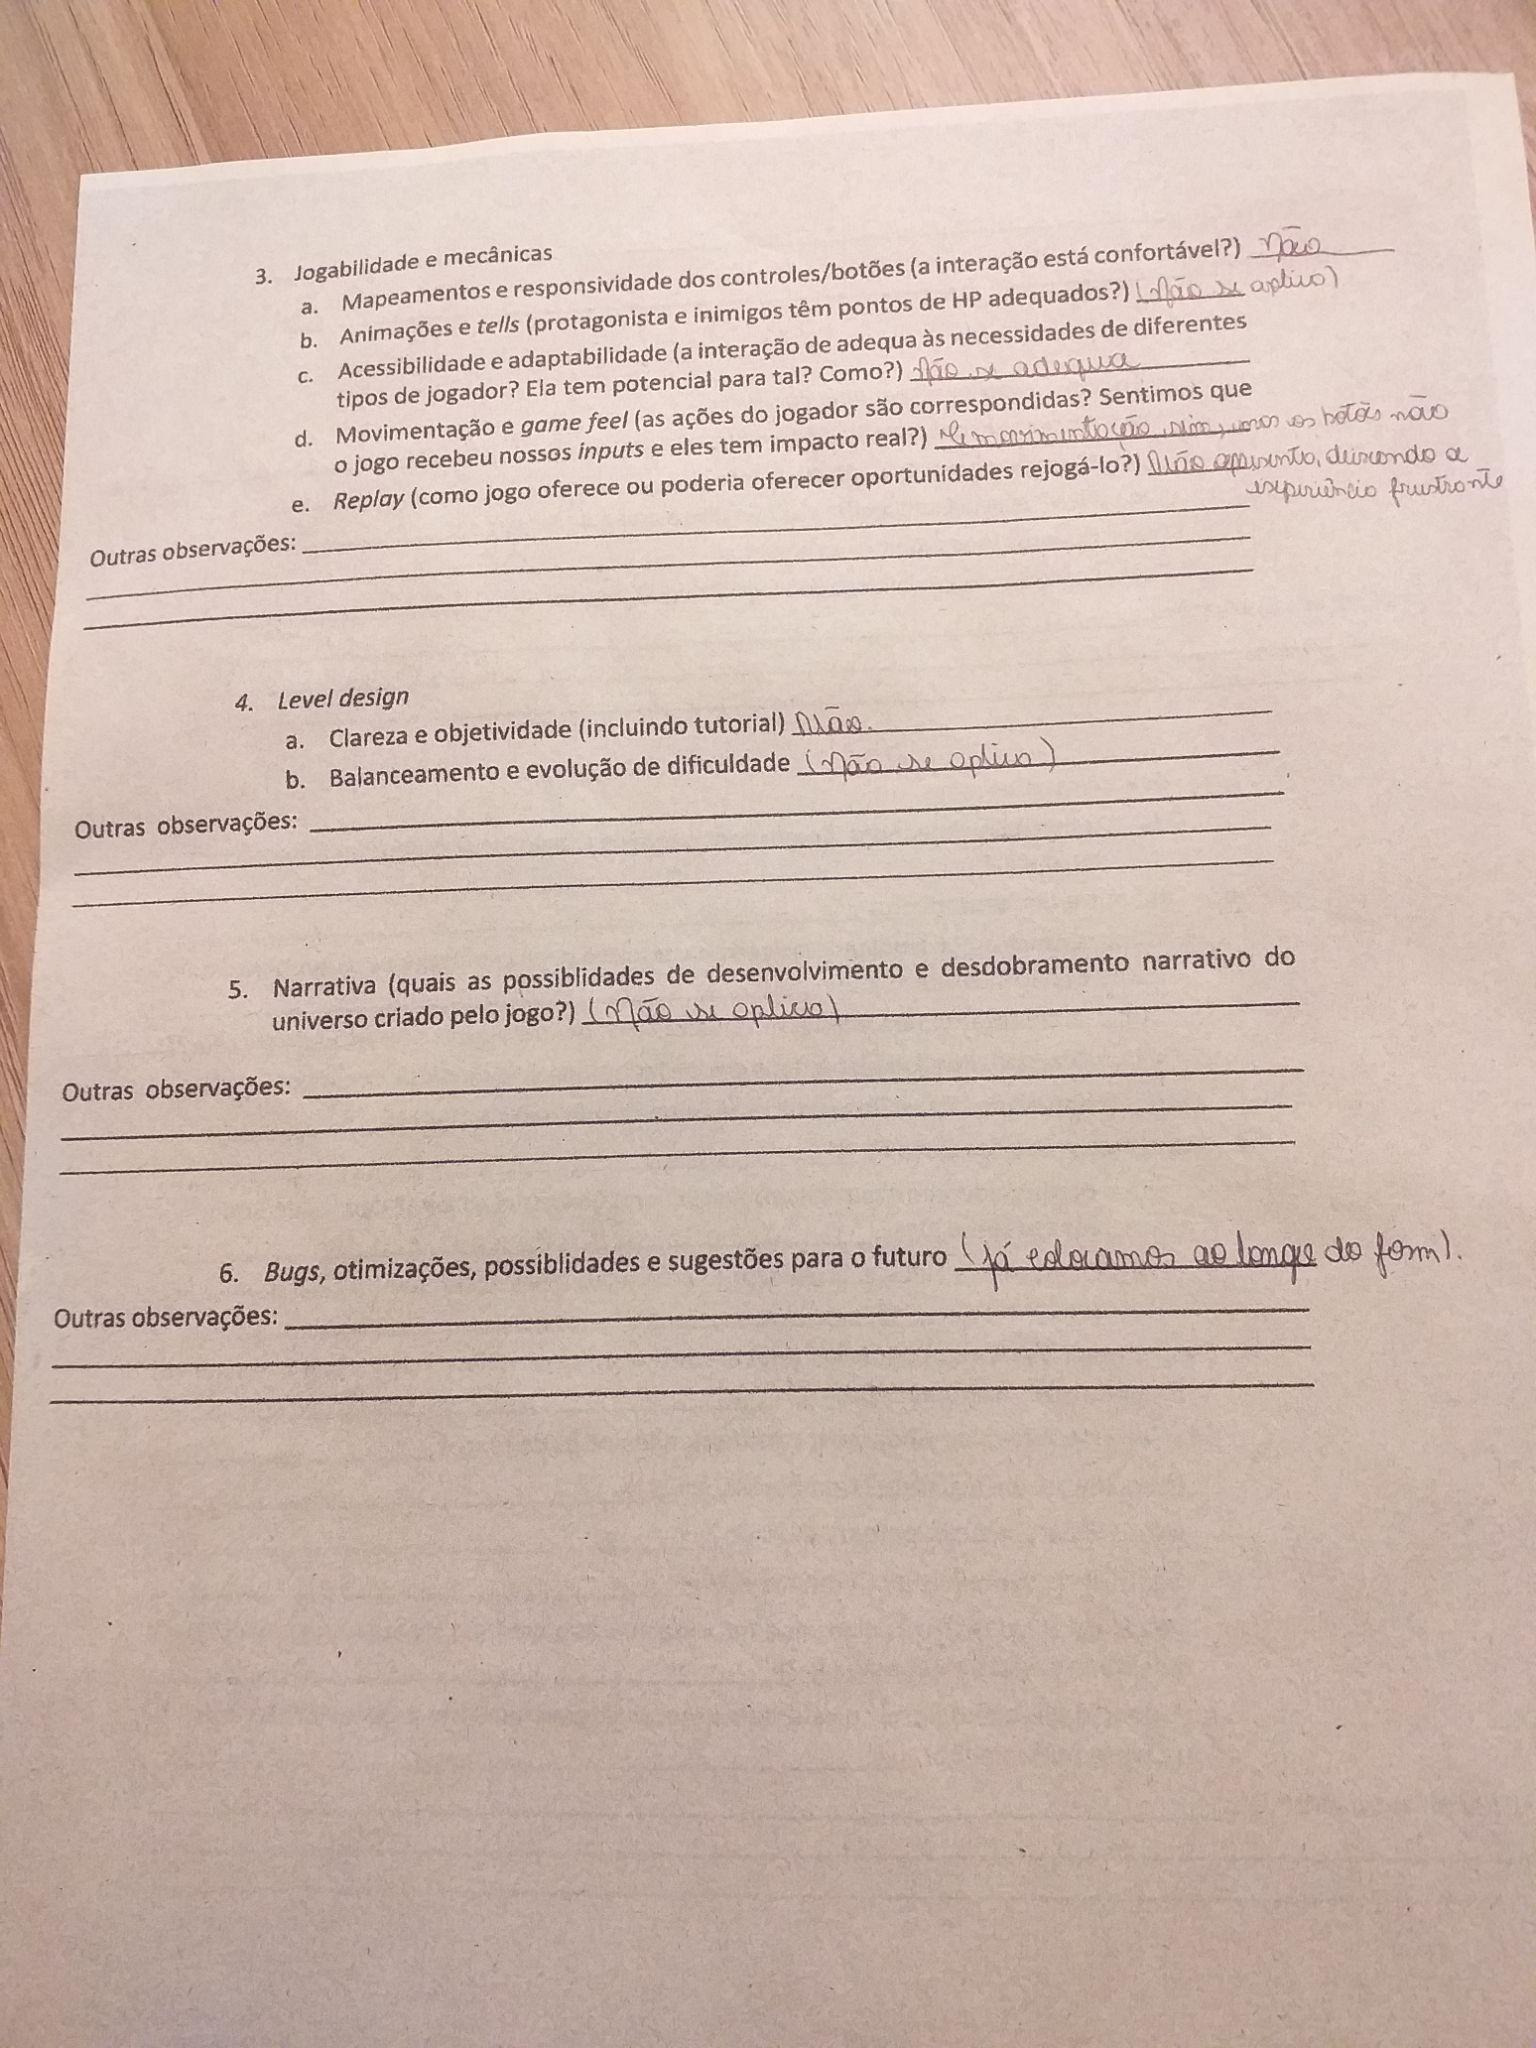 3. Jogabilidade e mecânicas
a. Mapeamentos e responsividade dos controles/botões (a interação está confortável?) Não
b. Animações e tells (protagonista e inimigos têm pontos de HP adequados?) (Não se aplica)
c. Acessibilidade e adaptabilidade (a interação de adequa às necessidades de diferentes
tipos de jogador? Ela tem potencial para tal? Como?) Não se adequa
d. Movimentação e game feel (as ações do jogador são correspondidas? Sentimos que
o jogo recebeu nossos inputs e eles tem impacto real?) movimentação sim, mas os botões não
e. Replay (como jogo oferece ou poderia oferecer oportunidades rejogá-lo?) Não apresenta, deixando a
experiência frustrante
Outras observações:
4. Level design
a. Clareza e objetividade (incluindo tutorial) Não.
b. Balanceamento e evolução de dificuldade (Não se aplica)
Outras observações:
5. Narrativa (quais as possiblidades de desenvolvimento e desdobramento narrativo do
universo criado pelo jogo?) (Não se aplica)
Outras observações:
6. Bugs, otimizações, possiblidades e sugestões para o futuro (já colocamos ao longo do form).
Outras observações: